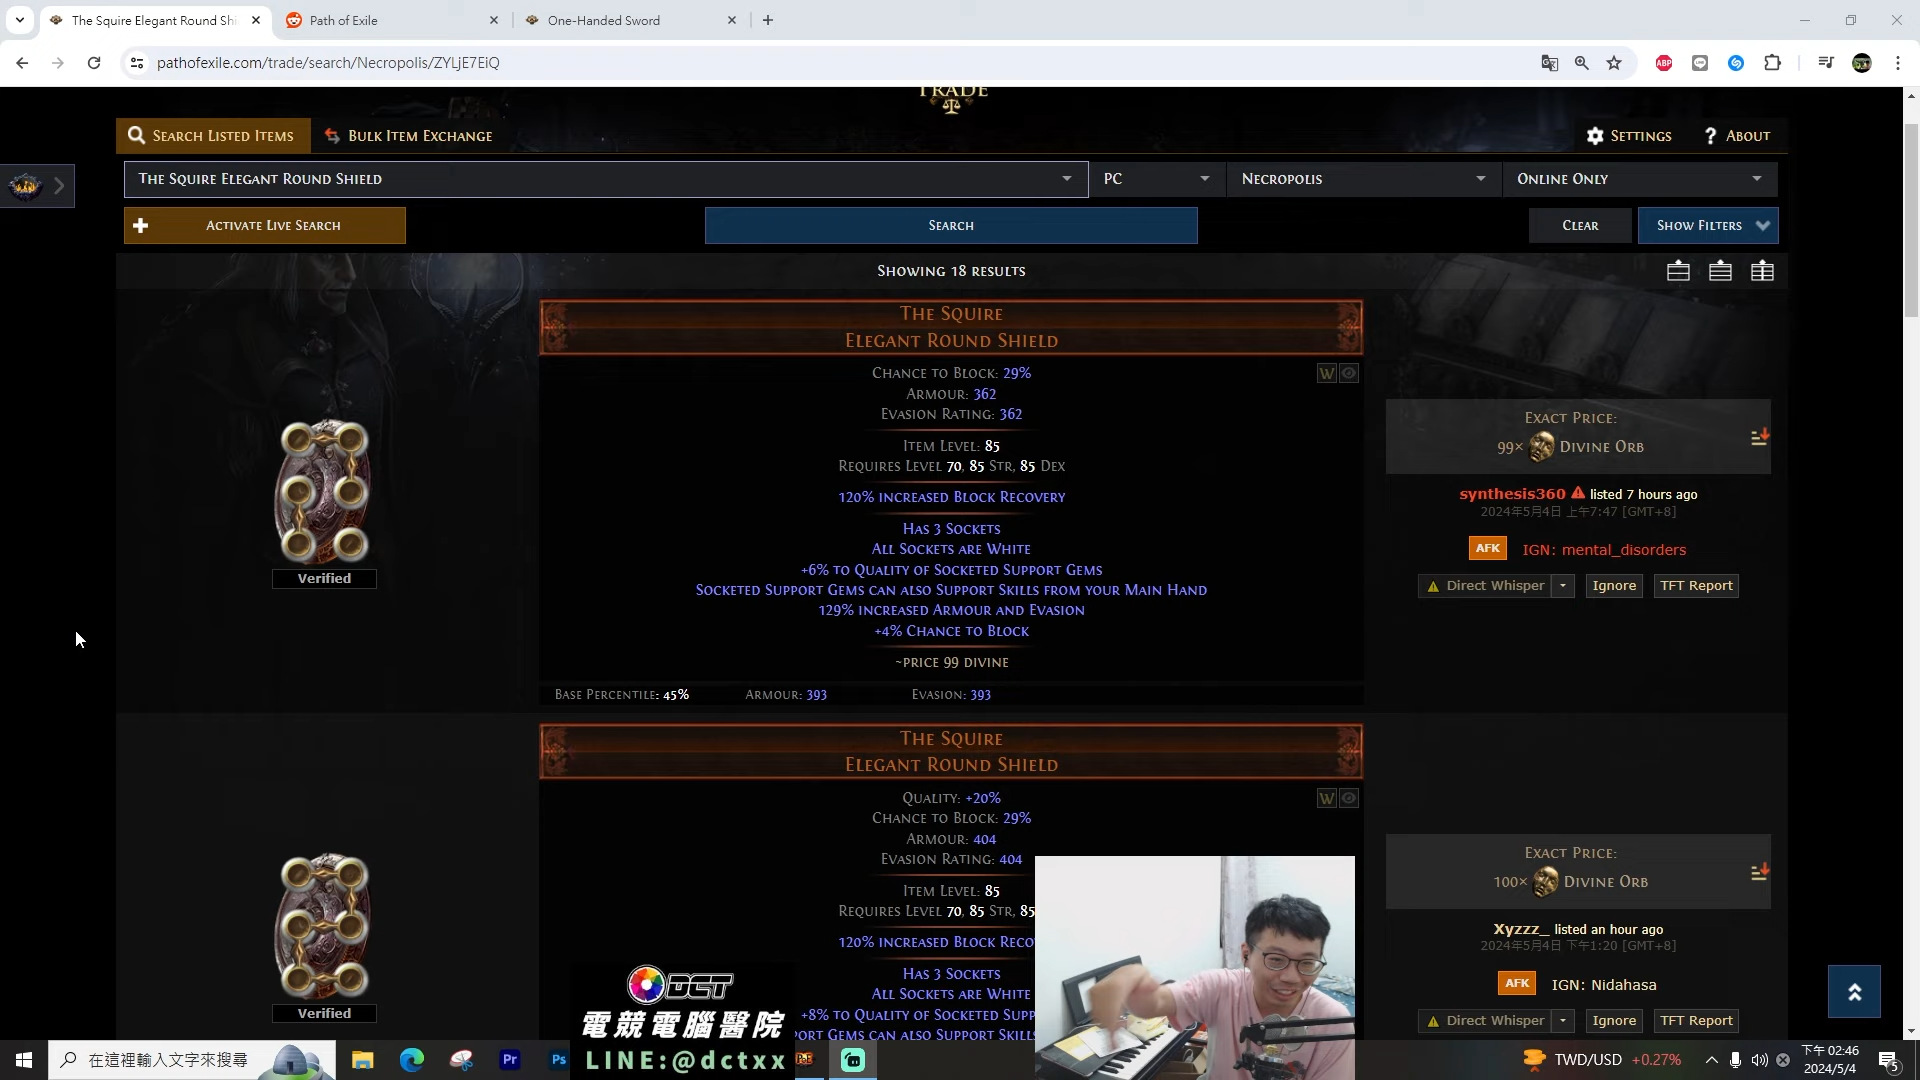 The Squire Elegant Round Shi
Path of Exile
One-Handed Sword
pathofexile.com/trade/search/Necropolis/ZYLjE7EiQ
TRADE
Search Listed Items
Bulk Item Exchange
Settings
? About
The Squire Elegant Round Shield
PC
Necropolis
Online Only
Activate Live Search
Search
Clear
Show Filters
Showing 18 results
The Squire
Elegant Round Shield
Chance to Block: 29%
Armour: 362
Evasion Rating: 362
Item Level: 85
Requires Level 70, 85 Str, 85 Dex
120% increased Block Recovery
Has 3 Sockets
All Sockets are White
+6% to Quality of Socketed Support Gems
Socketed Support Gems can also Support Skills from your Main Hand
129% increased Armour and Evasion
+4% Chance to Block
~price 99 divine
Base Percentile: 45%
Armour: 393
Evasion: 393
W
Verified
Exact Price:
99× Divine Orb
synthesis360 listed 7 hours ago
2024年5月4日 上午7:47 [GMT+8]
AFK
IGN: mental_disorders
Direct Whisper
Ignore
TFT Report
The Squire
Elegant Round Shield
Quality: +20%
Chance to Block: 29%
Armour: 404
Evasion Rating: 404
Item Level: 85
Requires Level 70, 85 Str, 85
120% increased Block Reco
Has 3 Sockets
All Sockets are White
+8% to Quality of Socketed Supp
port Gems can also Support Skills
W
Verified
Exact Price:
100× Divine Orb
Xyzzz_ listed an hour ago
2024年5月4日 下午1:20 [GMT+8]
AFK
IGN: Nidahasa
Direct Whisper
Ignore
TFT Report
DCT
電競電腦醫院
LINE:@dctxx
在這裡輸入文字來搜尋
Pr
Ps
TWD/USD +0.27%
下午 02:46
2024/5/4
5
ABP